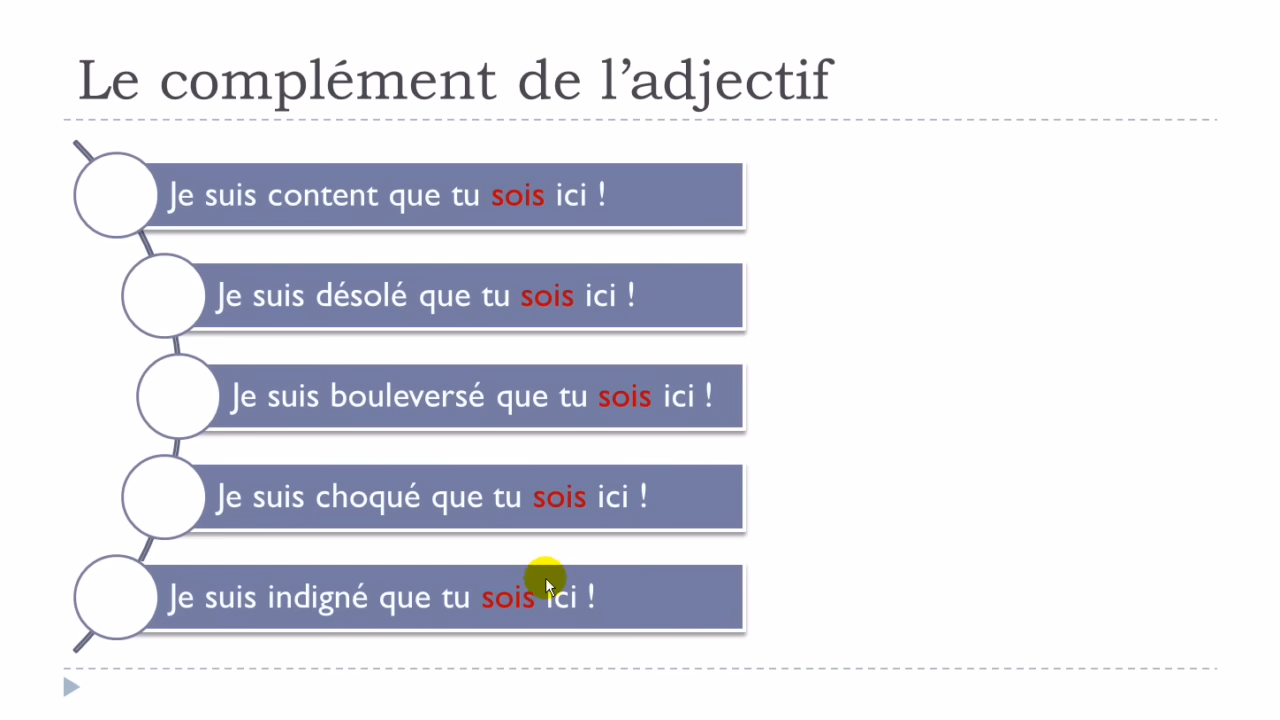 Le complément de l’adjectif
Je suis content que tu sois ici !
Je suis désolé que tu sois ici !
Je suis bouleversé que tu sois ici !
Je suis choqué que tu sois ici !
Je suis indigné que tu sois ici !